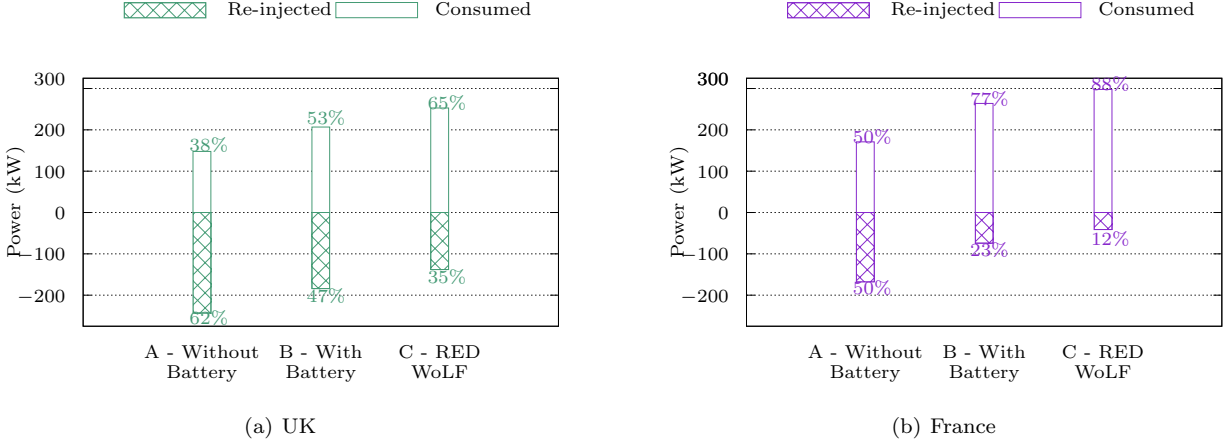 Re-injected Consumed
300
200
100
0
−100
−200
Power (kW)
38%
53%
65%
62%
47%
35%
A - Without Battery
B - With Battery
C - RED WoLF
(a) UK
Re-injected Consumed
300
200
100
0
−100
−200
Power (kW)
50%
77%
88%
50%
23%
12%
A - Without Battery
B - With Battery
C - RED WoLF
(b) France